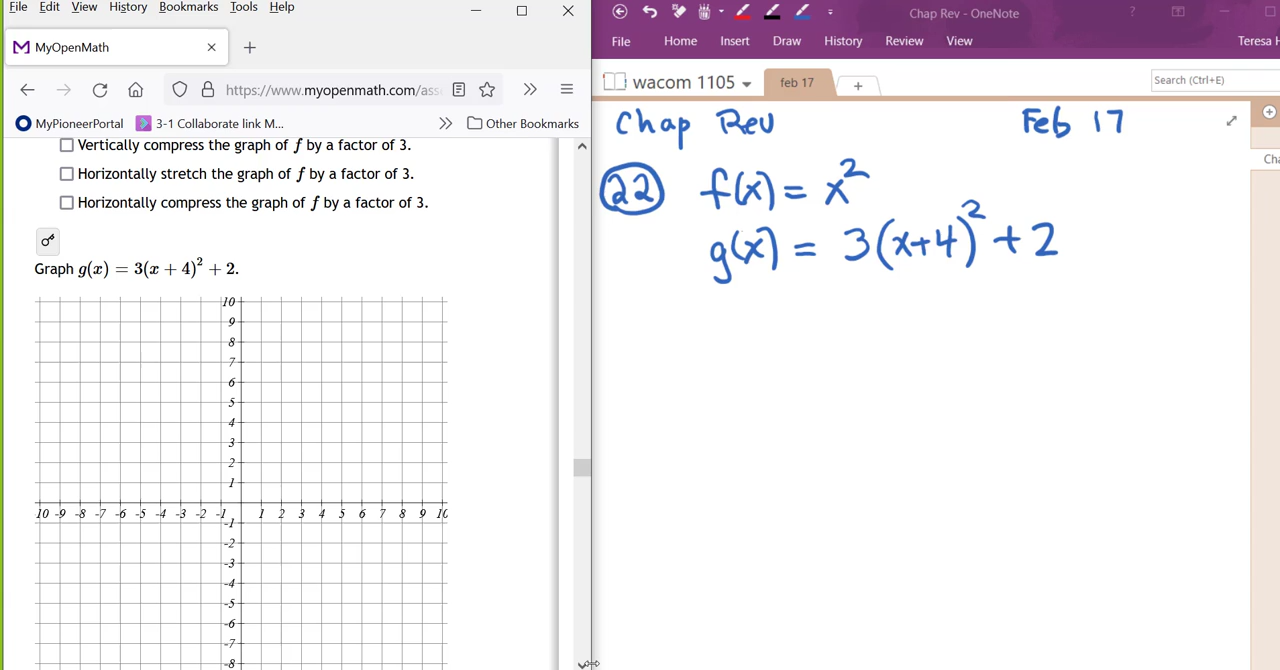 File Edit View History Bookmarks Tools Help
MyOpenMath
https://www.myopenmath.com/ass
MyPioneerPortal 3-1 Collaborate link M... Other Bookmarks
Vertically compress the graph of f by a factor of 3.
Horizontally stretch the graph of f by a factor of 3.
Horizontally compress the graph of f by a factor of 3.
Graph g(x) = 3(x + 4)² + 2.
10
9
8
7
6
5
4
3
2
1
10 -9 -8 -7 -6 -5 -4 -3 -2 -1 1 2 3 4 5 6 7 8 9 10
-1
-2
-3
-4
-5
-6
-7
-8
Chap Rev - OneNote ?
File Home Insert Draw History Review View Teresa H
wacom 1105 feb 17 + Search (Ctrl+E)
Chap Rev Feb 17
Cha
22 f(x) = x²
g(x) = 3(x+4)² + 2